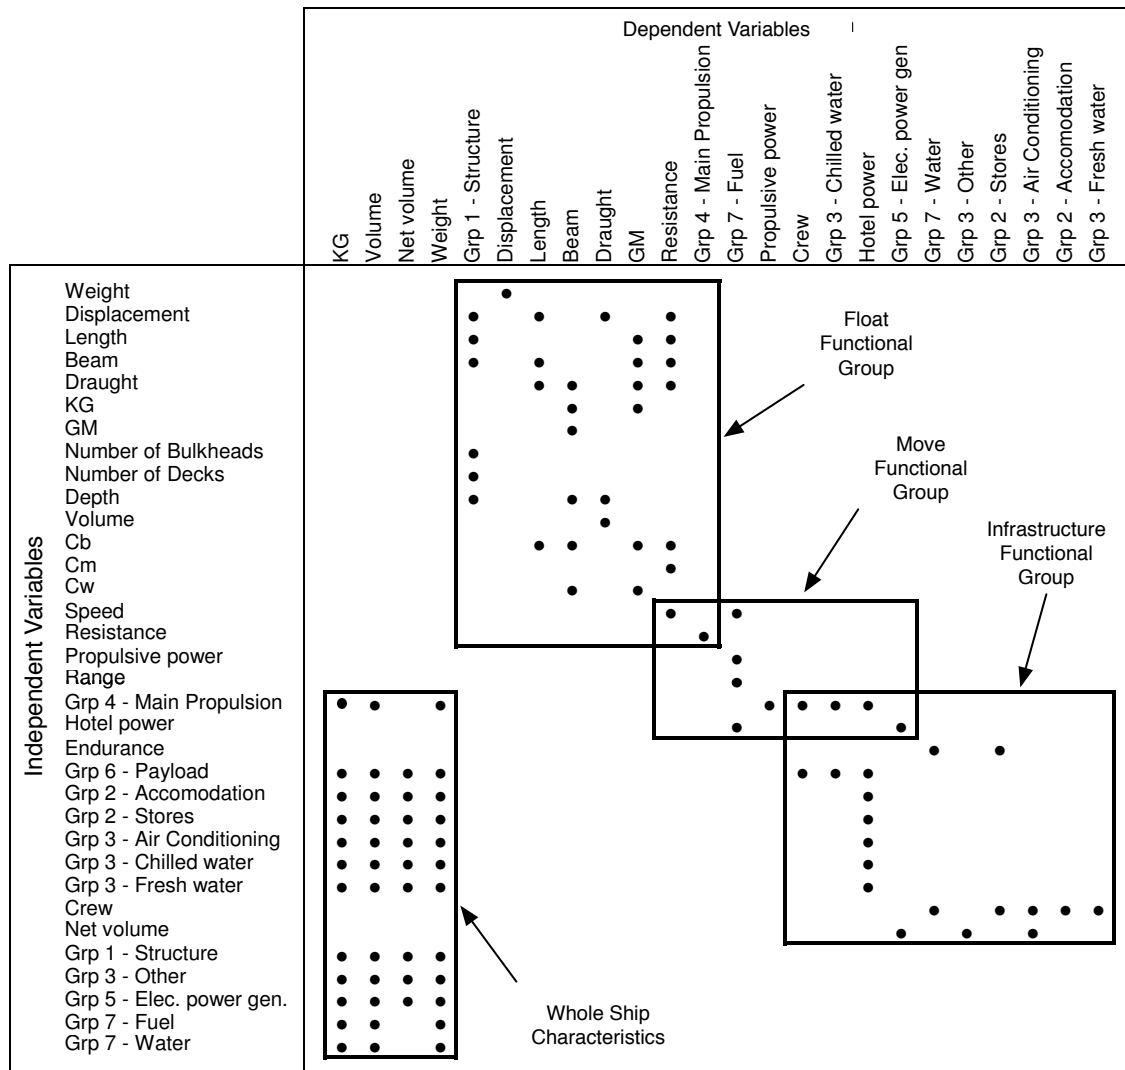 Dependent Variables
KG
Volume
Net volume
Weight
Grp 1 - Structure
Displacement
Length
Beam
Draught
GM
Resistance
Grp 4 - Main Propulsion
Grp 7 - Fuel
Propulsive power
Crew
Grp 3 - Chilled water
Hotel power
Grp 5 - Elec. power gen
Grp 7 - Water
Grp 3 - Other
Grp 2 - Stores
Grp 3 - Air Conditioning
Grp 2 - Accomodation
Grp 3 - Fresh water
Independent Variables
Weight
Displacement
Length
Beam
Draught
KG
GM
Number of Bulkheads
Number of Decks
Depth
Volume
Cb
Cm
Cw
Speed
Resistance
Propulsive power
Range
Grp 4 - Main Propulsion
Hotel power
Endurance
Grp 6 - Payload
Grp 2 - Accomodation
Grp 2 - Stores
Grp 3 - Air Conditioning
Grp 3 - Chilled water
Grp 3 - Fresh water
Crew
Net volume
Grp 1 - Structure
Grp 3 - Other
Grp 5 - Elec. power gen.
Grp 7 - Fuel
Grp 7 - Water
Float
Functional
Group
Move
Functional
Group
Infrastructure
Functional
Group
Whole Ship
Characteristics